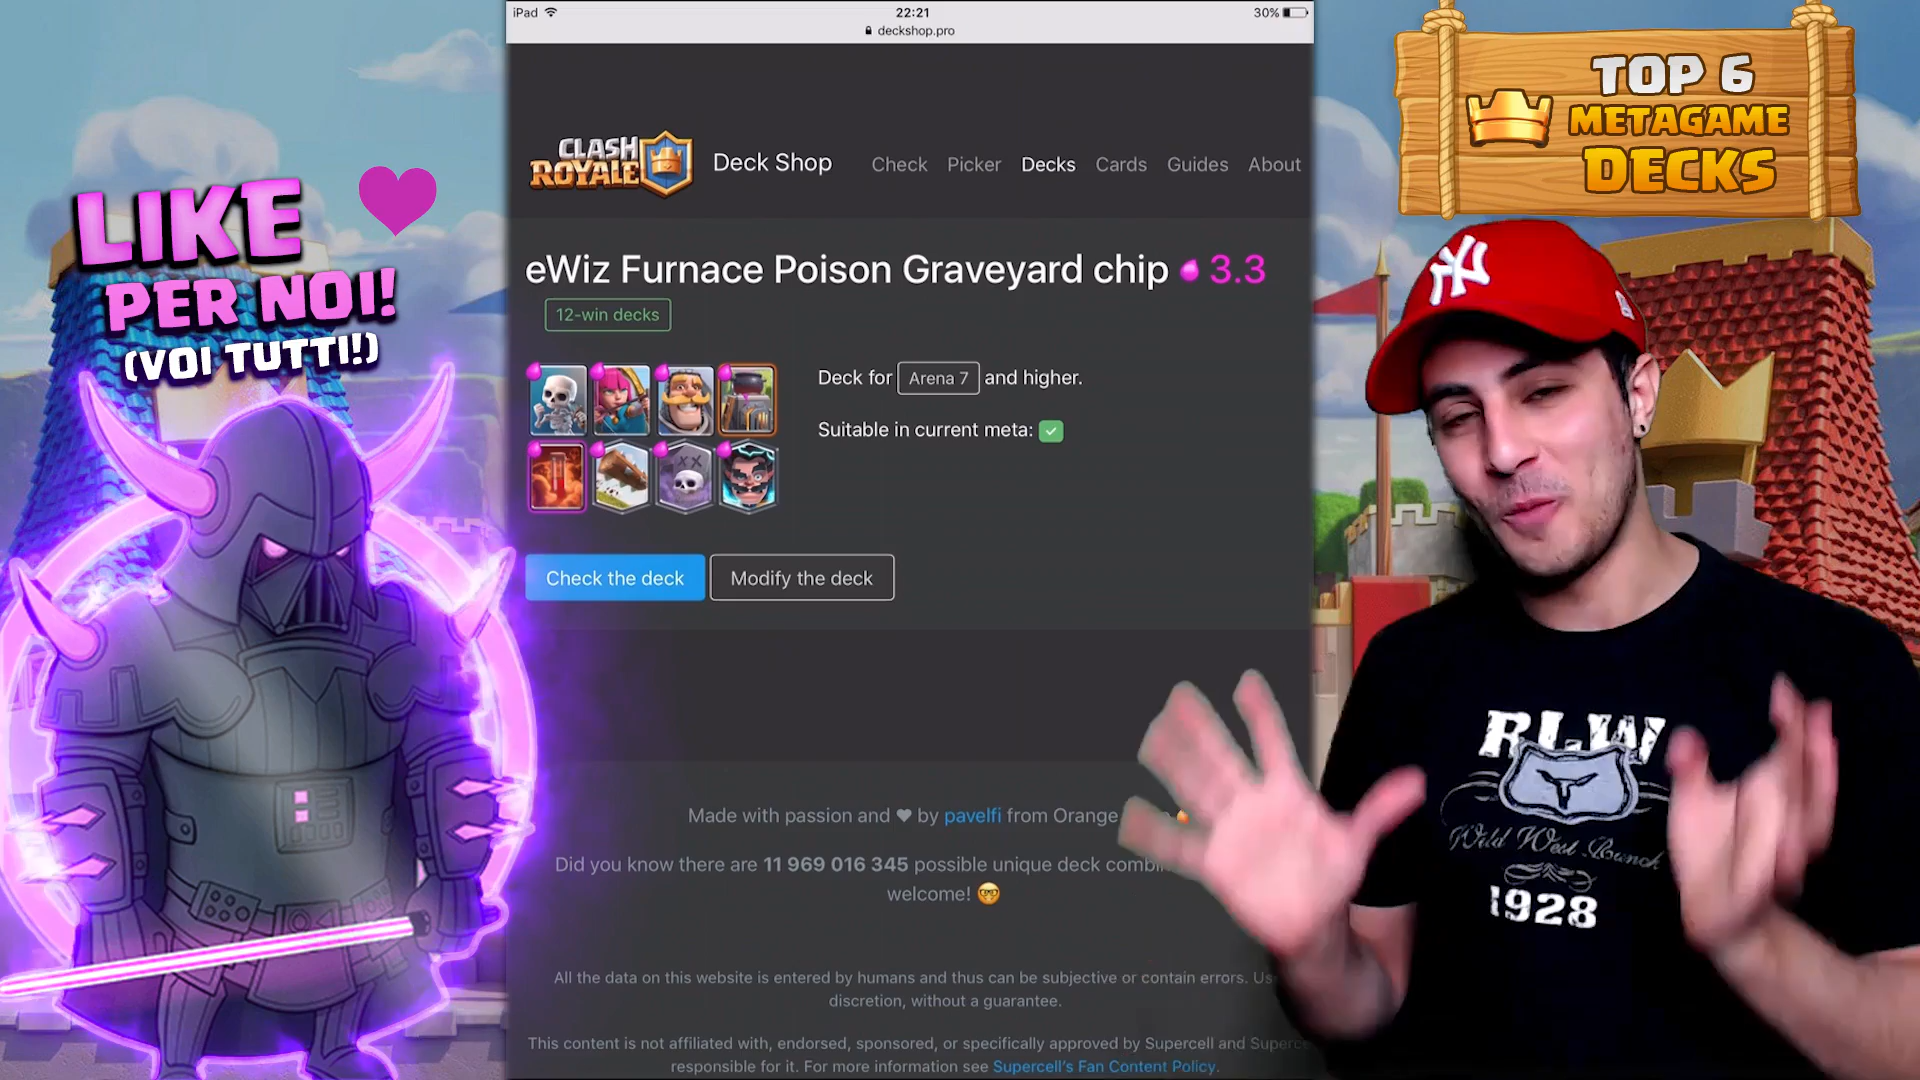 iPad 22:21 30%
deckshop.pro
LIKE
PER NOI!
(VOI TUTTI!)
TOP 6
METAGAME
DECKS
CLASH
ROYALE
Deck Shop Check Picker Decks Cards Guides About
eWiz Furnace Poison Graveyard chip 3.3
12-win decks
Deck for Arena 7 and higher.
Suitable in current meta:
Check the deck Modify the deck
NY
RLW
Wild West Ranch
1928
Made with passion and ♥ by pavelfi from Orange
Did you know there are 11 969 016 345 possible unique deck
welcome! 🤓
All the data on this website is entered by humans and thus can be subjective or contain errors.
discretion, without a guarantee.
This content is not affiliated with, endorsed, sponsored, or specifically approved by Supercell and
responsible for it. For more information see Supercell's Fan Content Policy.